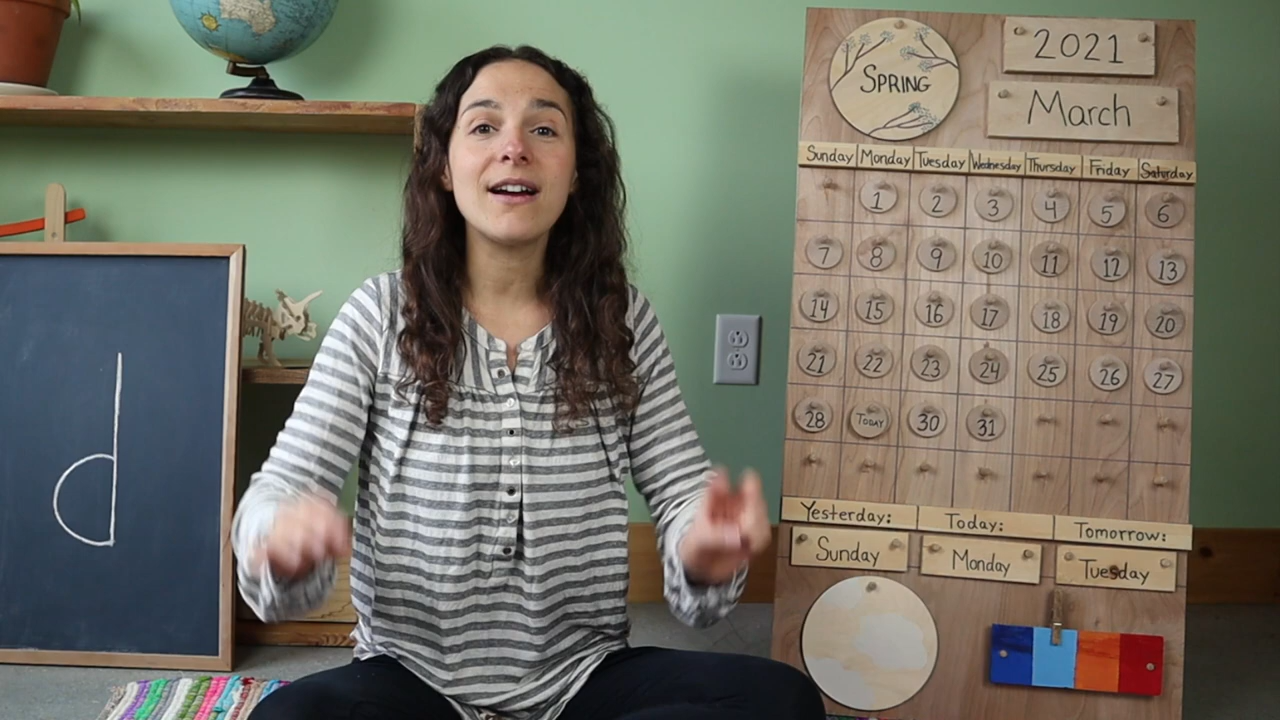 d
SPRING
2021
March
Sunday Monday Tuesday Wednesday Thursday Friday Saturday
1 2 3 4 5 6
7 8 9 10 11 12 13
14 15 16 17 18 19 20
21 22 23 24 25 26 27
28 TODAY 30 31
Yesterday: Today: Tomorrow:
Sunday Monday Tuesday